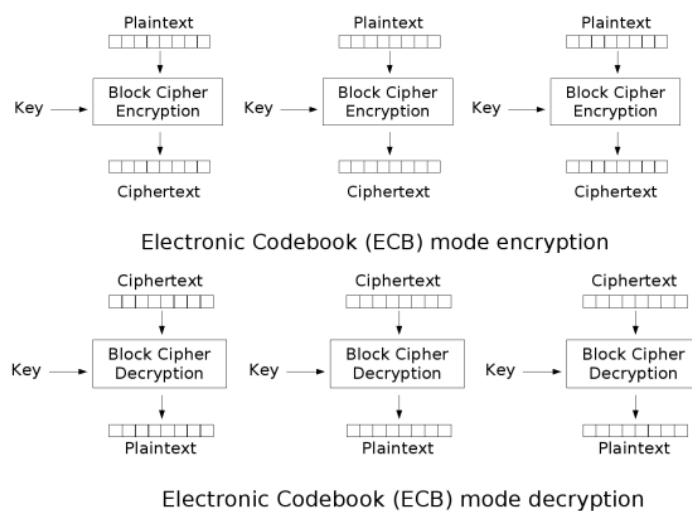 Plaintext Plaintext Plaintext
Key Block Cipher Encryption Key Block Cipher Encryption Key Block Cipher Encryption
Ciphertext Ciphertext Ciphertext
Electronic Codebook (ECB) mode encryption
Ciphertext Ciphertext Ciphertext
Key Block Cipher Decryption Key Block Cipher Decryption Key Block Cipher Decryption
Plaintext Plaintext Plaintext
Electronic Codebook (ECB) mode decryption